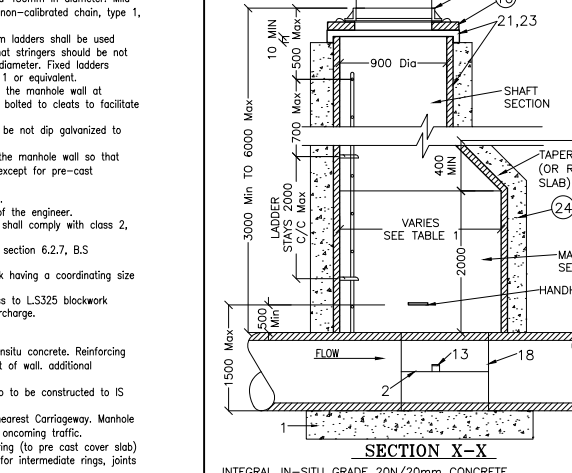 non-calibrated chain, type 1,
m ladders shall be used
at stringers should be not
diameter. Fixed ladders
1 or equivalent.
the manhole wall at
bolted to cleats to facilitate
be not dip galvanized to
the manhole wall so that
except for pre-cast
of the engineer.
shall comply with class 2,
section 6.2.7, B.S
k having a coordinating size
ss to L.S325 blockwork
rcharge.
nsitu concrete. Reinforcing
t of wall. additional
o to be constructed to IS
nearest Carriageway. Manhole
oncoming traffic.
ring (to pre cast cover slab)
for intermediate rings, joints
21,23
10 MIN
500 Max
900 Dia
SHAFT
SECTION
3000 Min TO 6000 Max
700 Max
400
MIN
TAPER
(OR R
SLAB)
24
LADDER
STAYS 2000
C/C Max
VARIES
SEE TABLE 1
2000
MA
SE
HANDH
500
Min
1500 Max
FLOW
13
18
2
1
SECTION X-X
INTEGRAL IN-SITU GRADE 20N/20mm CONCRETE